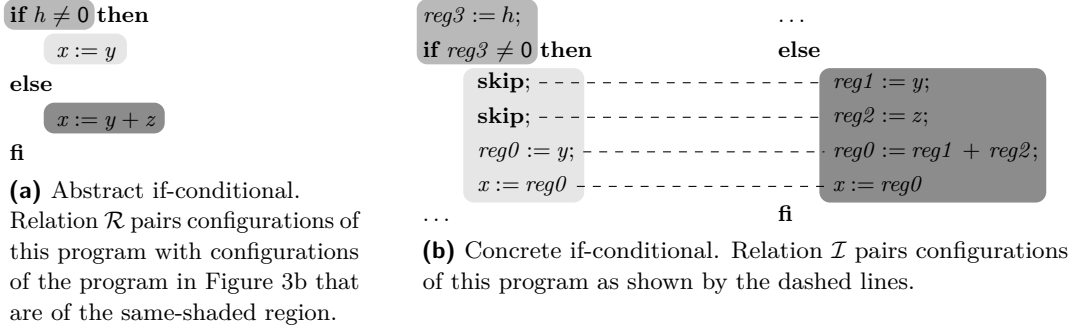 if h ≠ 0 then
x := y
else
x := y + z
fi
(a) Abstract if-conditional.
Relation R pairs configurations of
this program with configurations
of the program in Figure 3b that
are of the same-shaded region.
reg3 := h; ...
if reg3 ≠ 0 then else
skip; reg1 := y;
skip; reg2 := z;
reg0 := y; reg0 := reg1 + reg2;
x := reg0 x := reg0
... fi
(b) Concrete if-conditional. Relation I pairs configurations
of this program as shown by the dashed lines.